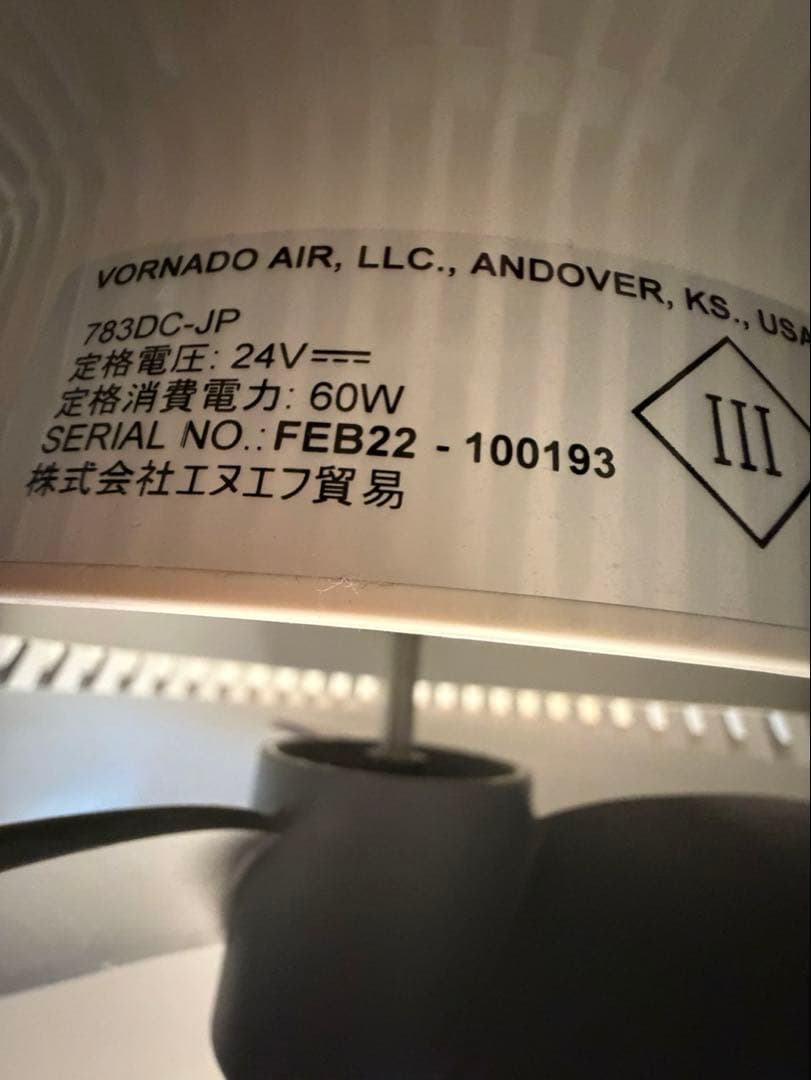 VORNADO AIR, LLC., ANDOVER, KS., USA
783DC-JP
定格電圧: 24V⎓
定格消費電力: 60W
SERIAL NO.: FEB22 - 100193
株式会社エヌエフ貿易
III